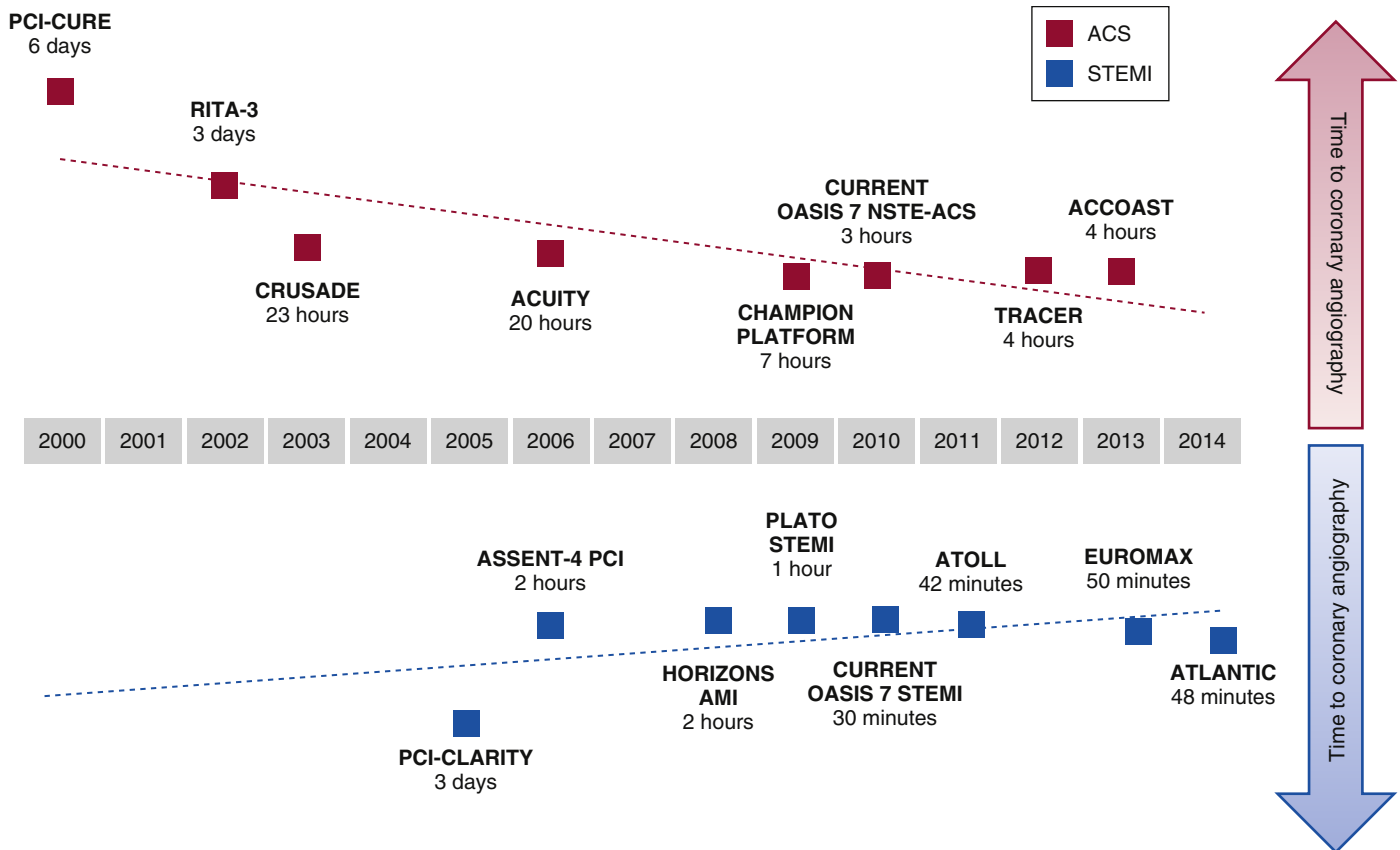 PCI-CURE
6 days
RITA-3
3 days
CRUSADE
23 hours
ACUITY
20 hours
CHAMPION
PLATFORM
7 hours
CURRENT
OASIS 7 NSTE-ACS
3 hours
TRACER
4 hours
ACCOAST
4 hours
ACS
STEMI
Time to coronary angiography
2000 2001 2002 2003 2004 2005 2006 2007 2008 2009 2010 2011 2012 2013 2014
PCI-CLARITY
3 days
ASSENT-4 PCI
2 hours
HORIZONS
AMI
2 hours
PLATO
STEMI
1 hour
CURRENT
OASIS 7 STEMI
30 minutes
ATOLL
42 minutes
EUROMAX
50 minutes
ATLANTIC
48 minutes
Time to coronary angiography